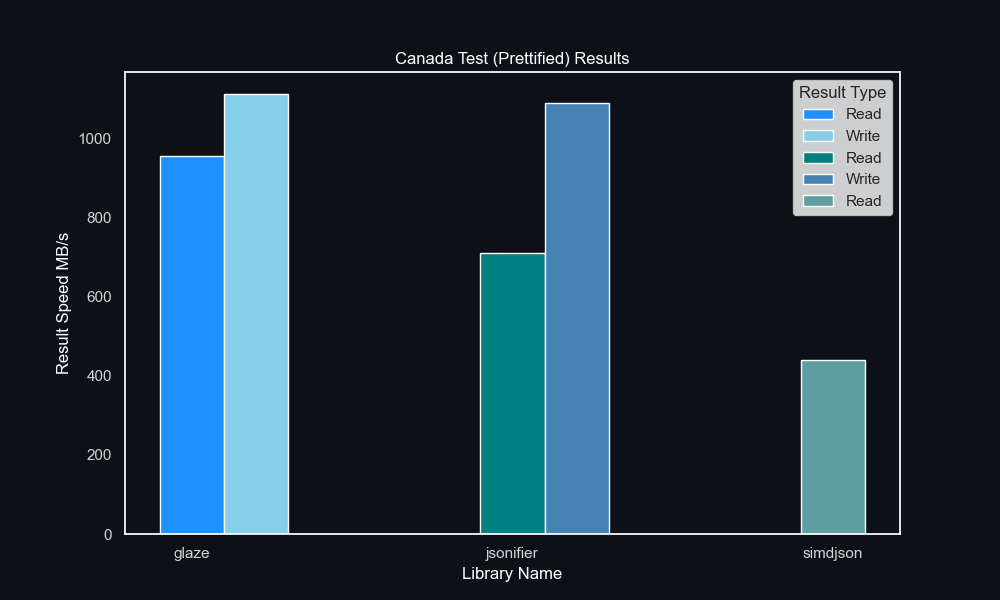 Canada Test (Prettified) Results
Result Type
Read
Write
Read
Write
Read
1000
800
600
400
200
0
Result Speed MB/s
glaze
jsonifier
simdjson
Library Name